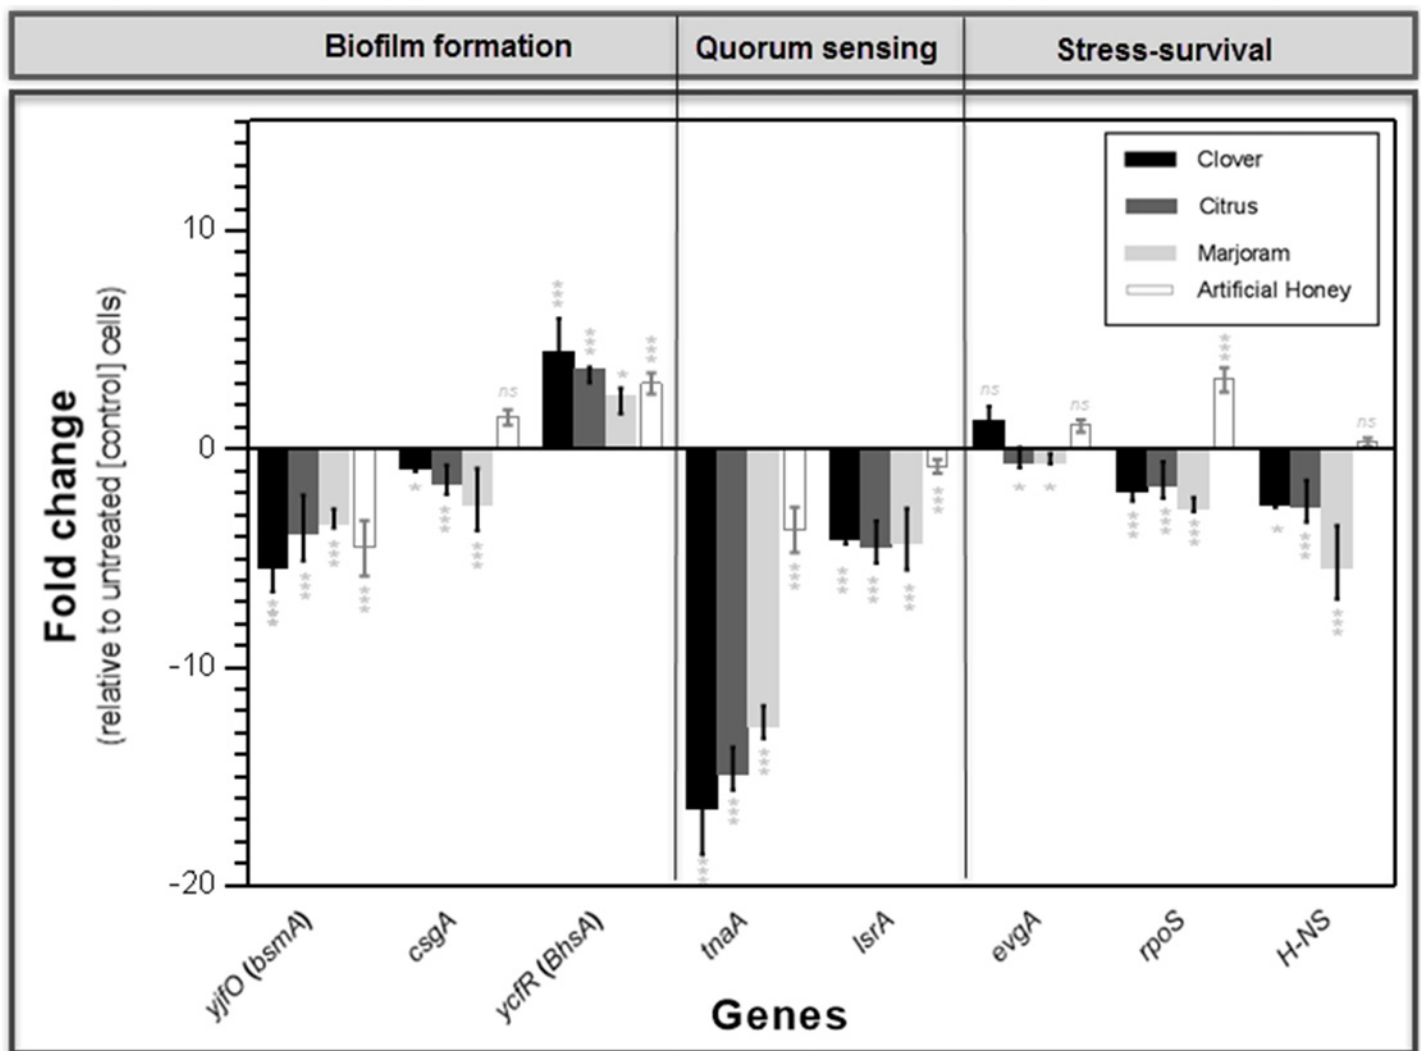 Biofilm formation Quorum sensing Stress-survival
Clover
Citrus
Marjoram
Artificial Honey
10
0
-10
-20
Fold change
(relative to untreated [control] cells)
***
***
***
***
*
***
***
ns
***
***
*
***
***
***
***
***
***
***
***
***
ns
*
*
ns
***
***
***
***
*
***
***
ns
yjfO (bsmA) csgA ycfR (BhsA) tnaA lsrA evgA rpoS H-NS
Genes